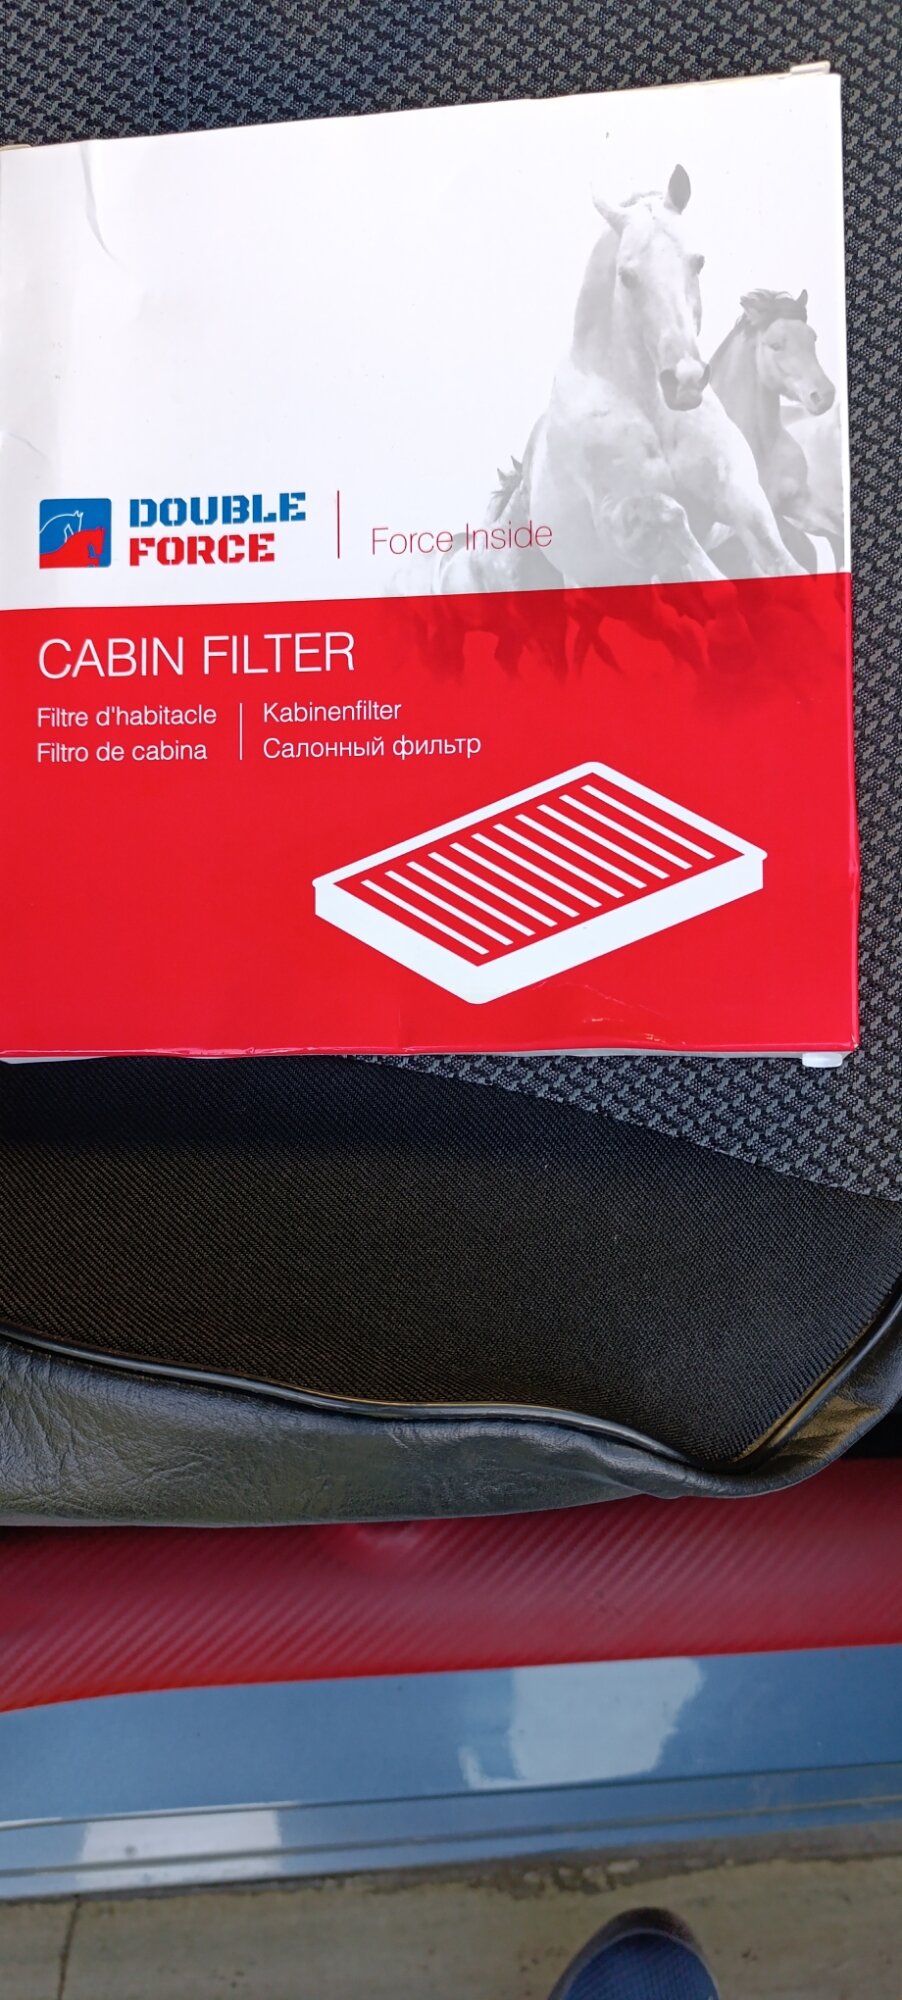 DOUBLE
FORCE
Force Inside
CABIN FILTER
Filtre d'habitacle
Filtro de cabina
Kabinenfilter
Салонный фильтр